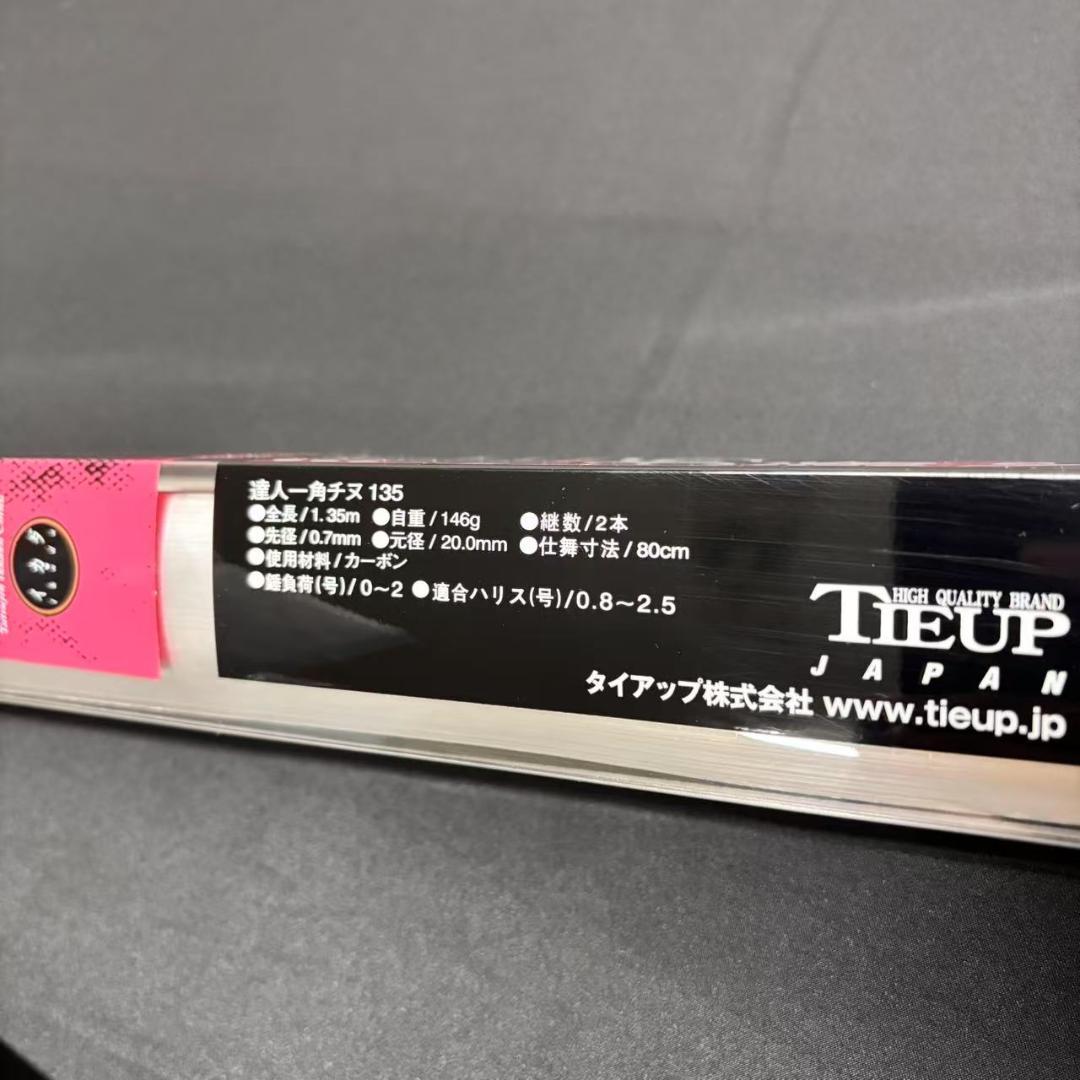 達人一角チヌ 135
●全長/1.35m ●自重/146g ●継数/2本
●先径/0.7mm ●元径/20.0mm ●仕舞寸法/80cm
●使用材料/カーボン
●錘負荷(号)/0～2 ●適合ハリス(号)/0.8～2.5
HIGH QUALITY BRAND
TIEUP
JAPAN
タイアップ株式会社 www.tieup.jp